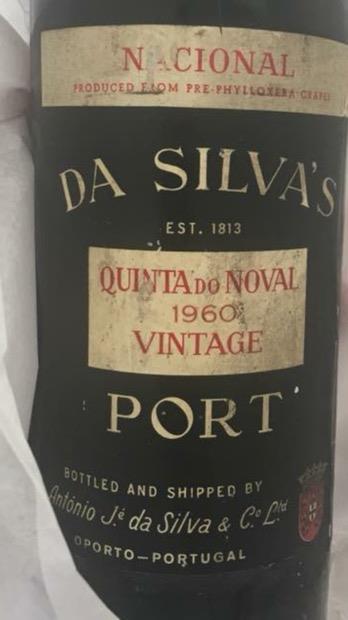 NACIONAL
PRODUCED FROM PRE-PHYLLOXERA GRAPES
DA SILVA'S
EST. 1813
QUINTA DO NOVAL
1960
VINTAGE
PORT
BOTTLED AND SHIPPED BY
António Jé da Silva & Co Ltd
OPORTO—PORTUGAL